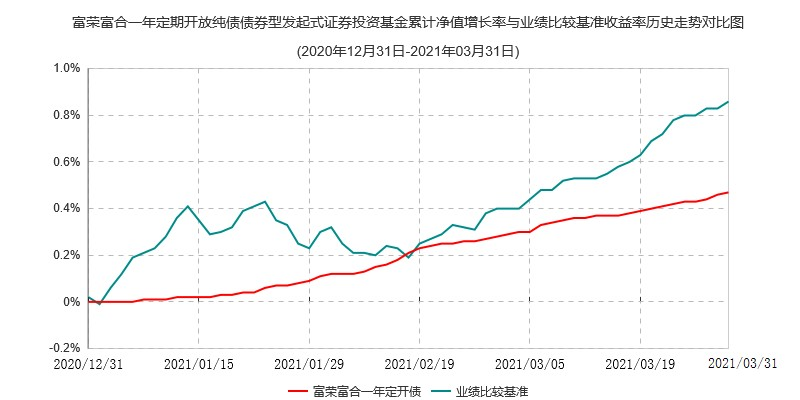 富荣富合一年定期开放纯债债券型发起式证券投资基金累计净值增长率与业绩比较基准收益率历史走势对比图
(2020年12月31日-2021年03月31日)
1.0%
0.8%
0.6%
0.4%
0.2%
0%
-0.2%
2020/12/31 2021/01/15 2021/01/29 2021/02/19 2021/03/05 2021/03/19 2021/03/31
富荣富合一年定开债 业绩比较基准